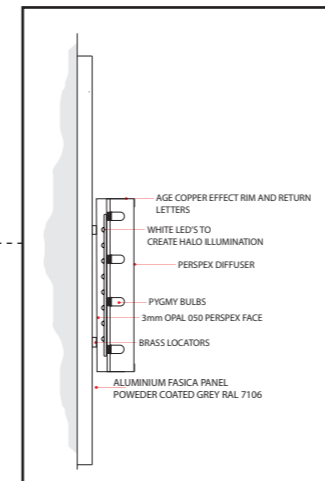 AGE COPPER EFFECT RIM AND RETURN
LETTERS
WHITE LED'S TO
CREATE HALO ILLUMINATION
PERSPEX DIFFUSER
PYGMY BULBS
3mm OPAL 050 PERSPEX FACE
BRASS LOCATORS
ALUMINIUM FASICA PANEL
POWEDER COATED GREY RAL 7106